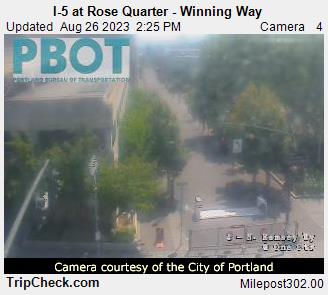 I-5 at Rose Quarter - Winning Way
Updated Aug 26 2023 2:25 PM Camera 4
PBOT
PORTLAND BUREAU OF TRANSPORTATION
Ramsay
Camera courtesy of the City of Portland
TripCheck.com Milepost302.00